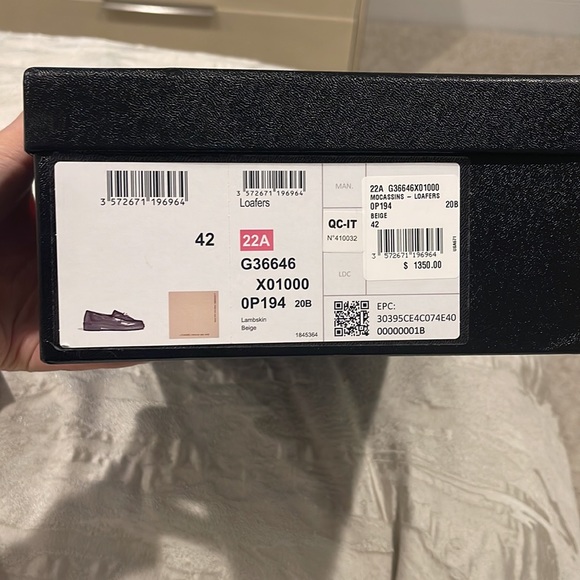 3 572671 196964
42
3 572671 196964
Loafers
22A
G36646
X01000
0P194 20B
Lambskin
Beige
1845364
MAN.
QC-IT
N°410032
LDC
22A G36646X01000
MOCASSINS - LOAFERS
0P194 20B
BEIGE
42
3 572671 196964
$ 1350.00
EPC:
30395CE4C074E40
00000001B